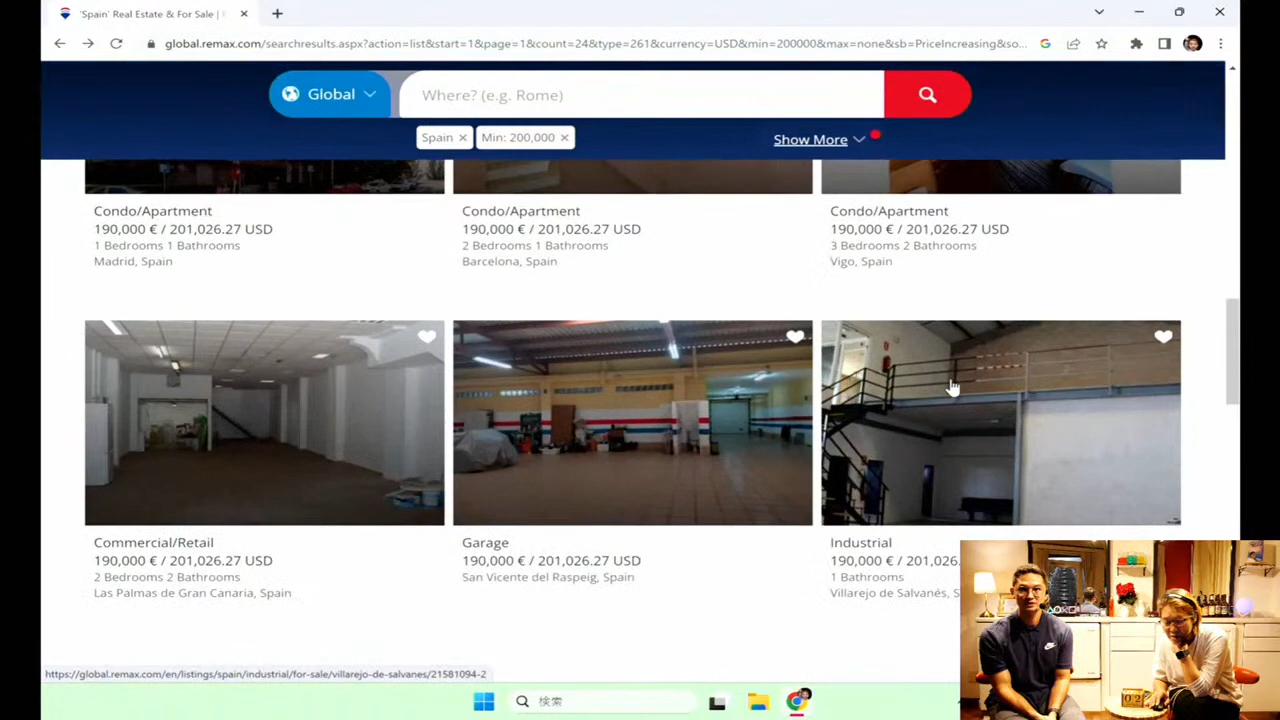 'Spain' Real Estate & For Sale |
global.remax.com/searchresults.aspx?action=list&start=1&page=1&count=24&type=261&currency=USD&min=200000&max=none&sb=PriceIncreasing&so...
Global
Where? (e.g. Rome)
Spain ×
Min: 200,000 ×
Show More
Condo/Apartment
190,000 € / 201,026.27 USD
1 Bedrooms 1 Bathrooms
Madrid, Spain
Condo/Apartment
190,000 € / 201,026.27 USD
2 Bedrooms 1 Bathrooms
Barcelona, Spain
Condo/Apartment
190,000 € / 201,026.27 USD
3 Bedrooms 2 Bathrooms
Vigo, Spain
Commercial/Retail
190,000 € / 201,026.27 USD
2 Bedrooms 2 Bathrooms
Las Palmas de Gran Canaria, Spain
Garage
190,000 € / 201,026.27 USD
San Vicente del Raspeig, Spain
Industrial
190,000 € / 201,026.
1 Bathrooms
Villarejo de Salvanés, S
https://global.remax.com/en/listings/spain/industrial/for-sale/villarejo-de-salvanes/21581094-2
検索